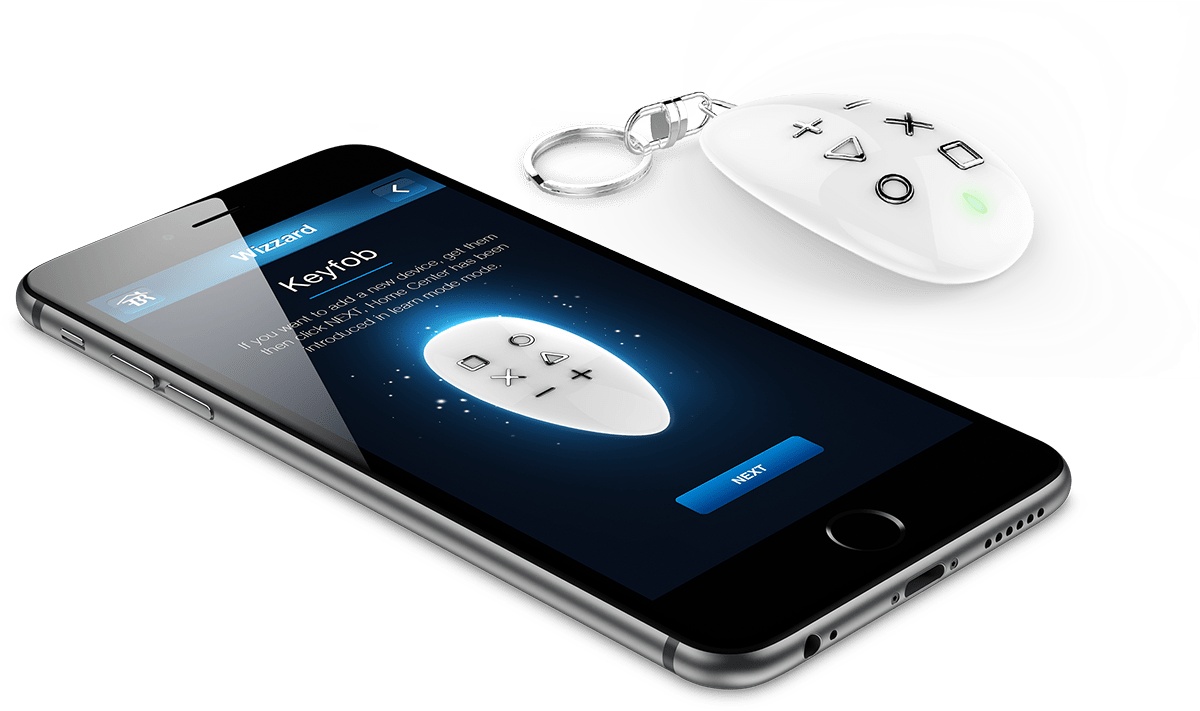 Wizzard
Keyfob
If you want to add a new device, get them
then click NEXT, Home Center has been
introduced in learn mode mode.
NEXT